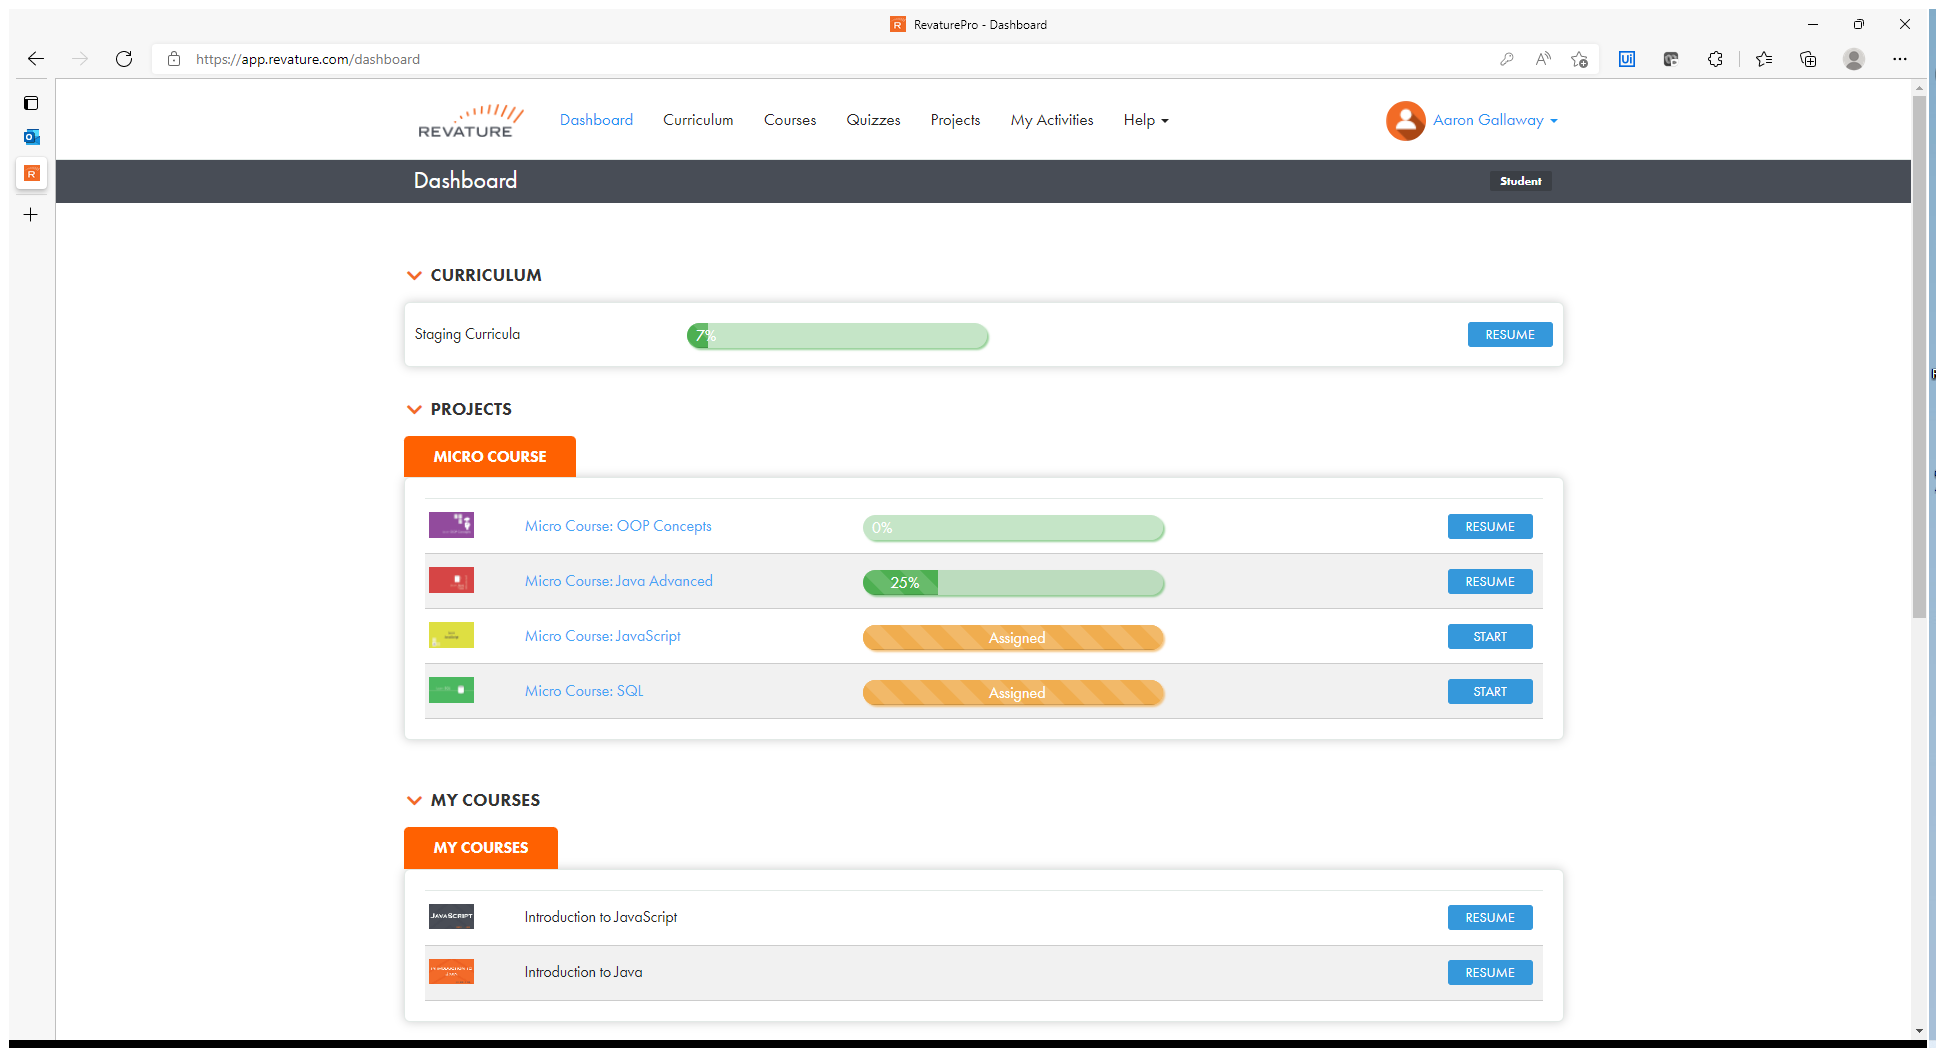 RevaturePro - Dashboard
https://app.revature.com/dashboard
REVATURE
Dashboard Curriculum Courses Quizzes Projects My Activities Help
Aaron Gallaway
Dashboard
Student
CURRICULUM
Staging Curricula 7% RESUME
PROJECTS
MICRO COURSE
Micro Course: OOP Concepts 0% RESUME
Micro Course: Java Advanced 25% RESUME
Micro Course: JavaScript Assigned START
Micro Course: SQL Assigned START
MY COURSES
MY COURSES
JAVASCRIPT Introduction to JavaScript RESUME
Introduction to Java RESUME